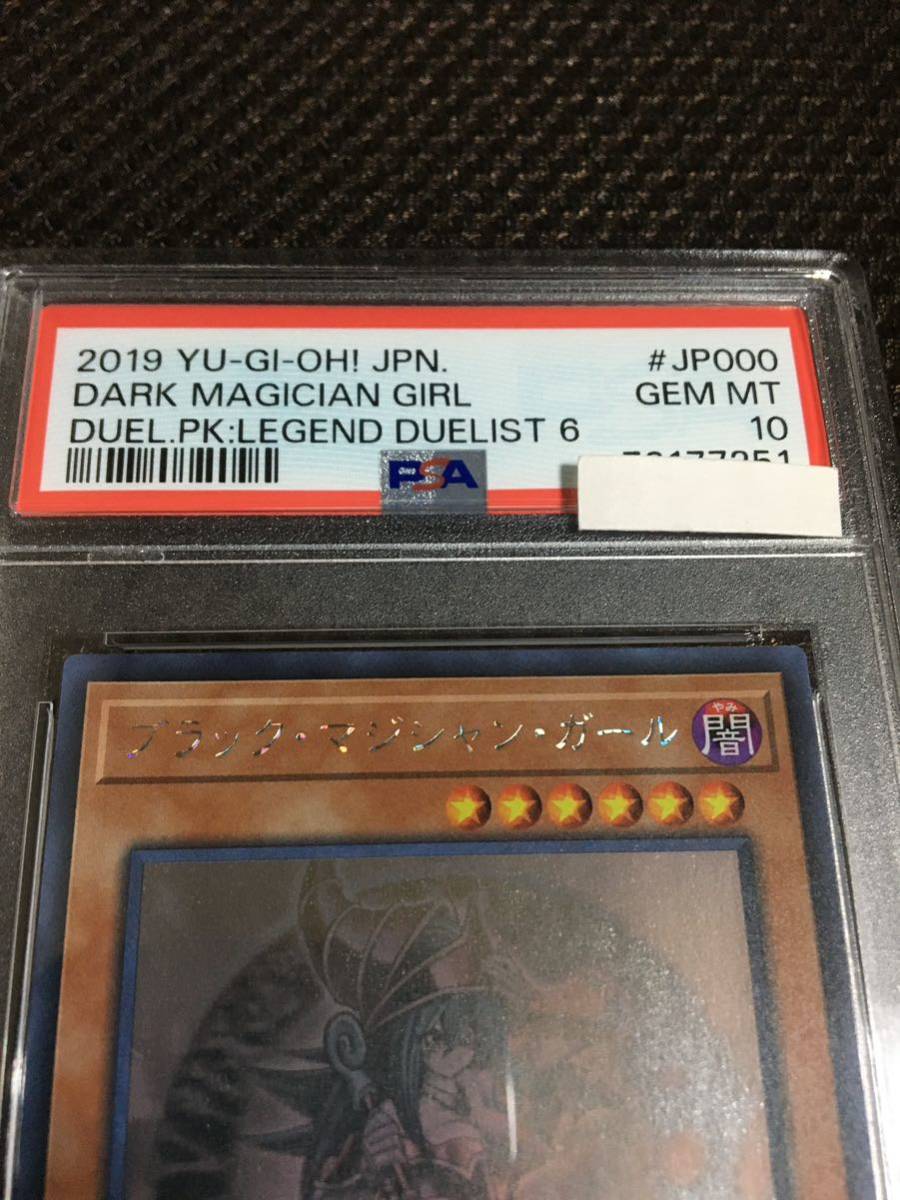 2019 YU-GI-OH! JPN. #JP000
DARK MAGICIAN GIRL GEM MT
DUEL.PK:LEGEND DUELIST 6 10
PSA
ブラック・マジシャン・ガール
やみ
闇